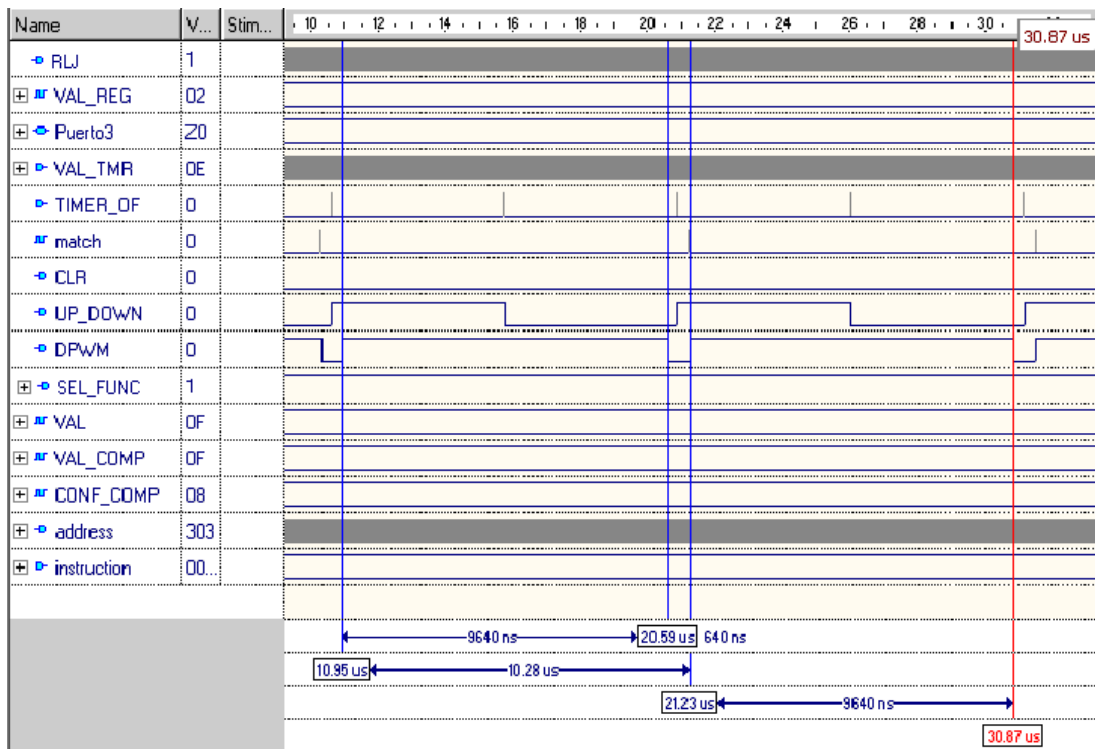 Name V... Stim... 10 12 14 16 18 20 22 24 26 28 30
30.87 us
RLJ 1
VAL_REG 02
Puerto3 20
VAL_TMR 0E
TIMER_OF 0
match 0
CLR 0
UP_DOWN 0
DPWM 0
SEL_FUNC 1
VAL 0F
VAL_COMP 0F
CONF_COMP 08
address 303
instruction 00...
9640 ns 20.59 us 640 ns
10.95 us 10.28 us
21.23 us 9640 ns
30.87 us